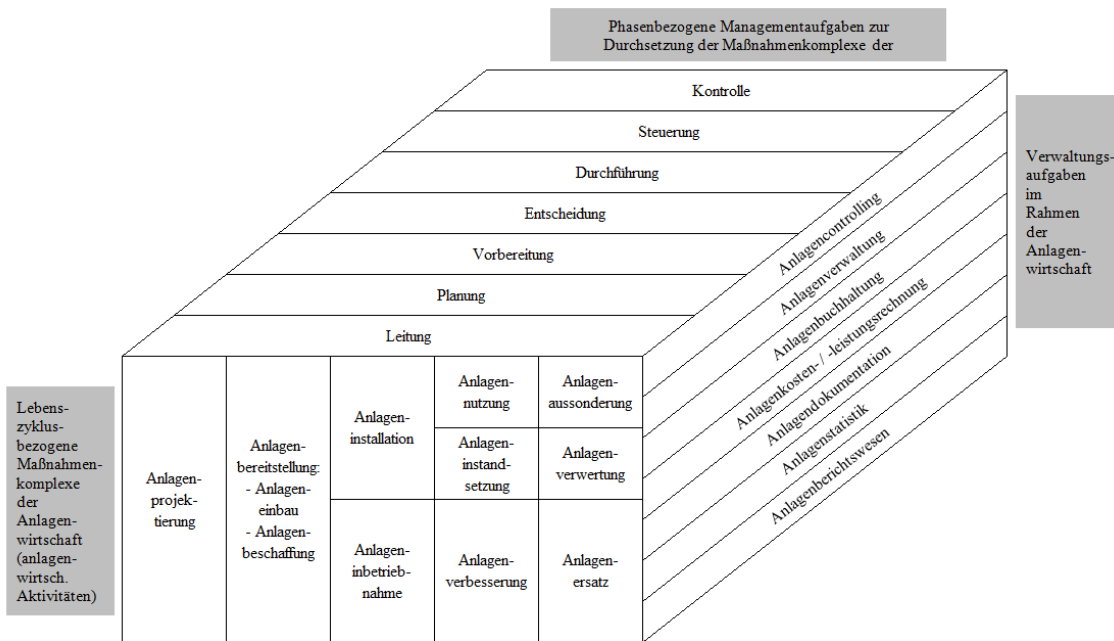 Phasenbezogene Managementaufgaben zur
Durchsetzung der Maßnahmenkomplexe der
Kontrolle
Steuerung
Durchführung
Entscheidung
Vorbereitung
Planung
Leitung
Verwaltungs-
aufgaben
im
Rahmen
der
Anlagen-
wirtschaft
Anlagencontrolling
Anlagenverwaltung
Anlagenbuchhaltung
Anlagenkosten-/ -leistungsrechnung
Anlagendokumentation
Anlagenstatistik
Anlagenberichtswesen
Lebens-
zyklus-
bezogene
Maßnahmen-
komplexe
der
Anlagen-
wirtschaft
(anlagen-
wirtsch.
Aktivitäten)
Anlagen-
projek-
tierung
Anlagen-
bereitstellung:
- Anlagen-
einbau
- Anlagen-
beschaffung
Anlagen-
installation
Anlagen-
inbetrieb-
nahme
Anlagen-
nutzung
Anlagen-
instand-
setzung
Anlagen-
verbesserung
Anlagen-
aussonderung
Anlagen-
verwertung
Anlagen-
ersatz